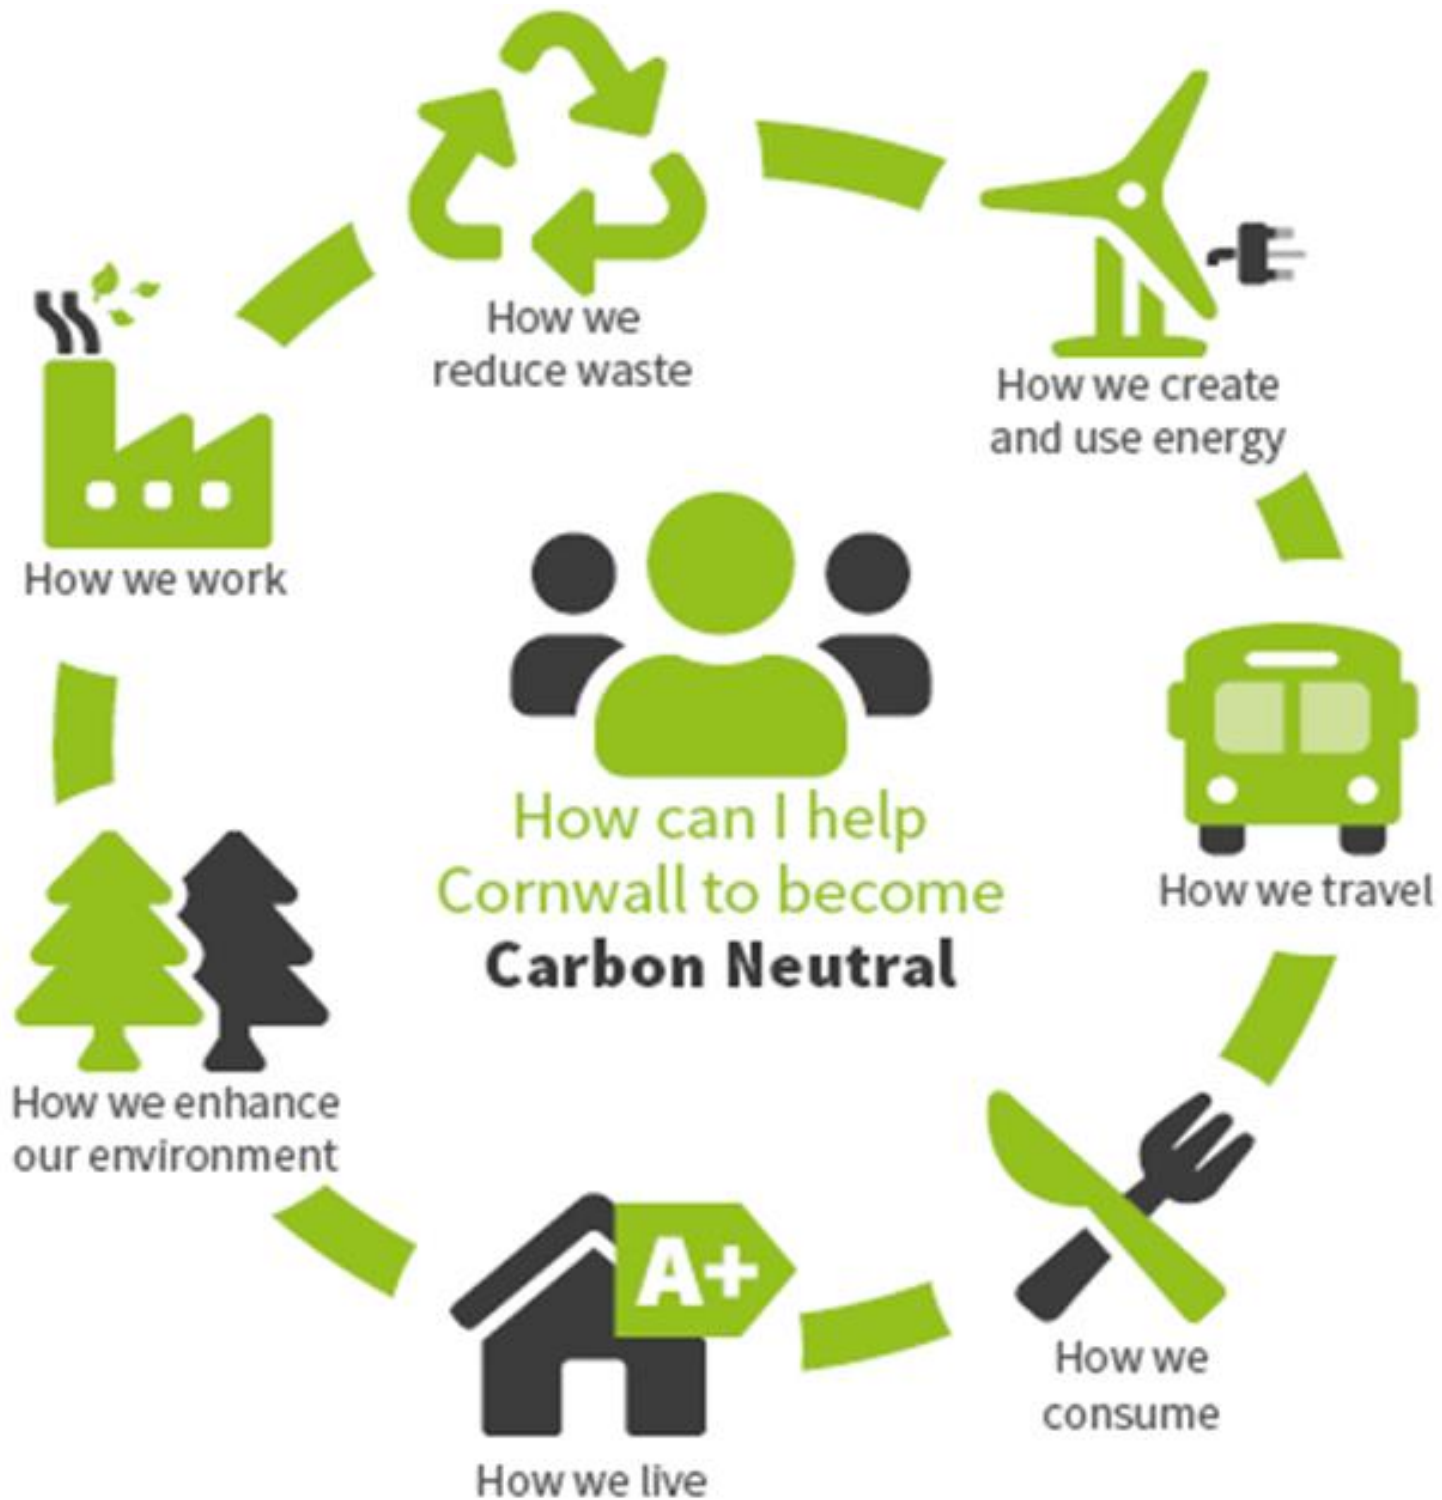 How we
reduce waste
How we create
and use energy
How we work
How we travel
How can I help
Cornwall to become
Carbon Neutral
How we enhance
our environment
A+
How we
consume
How we live